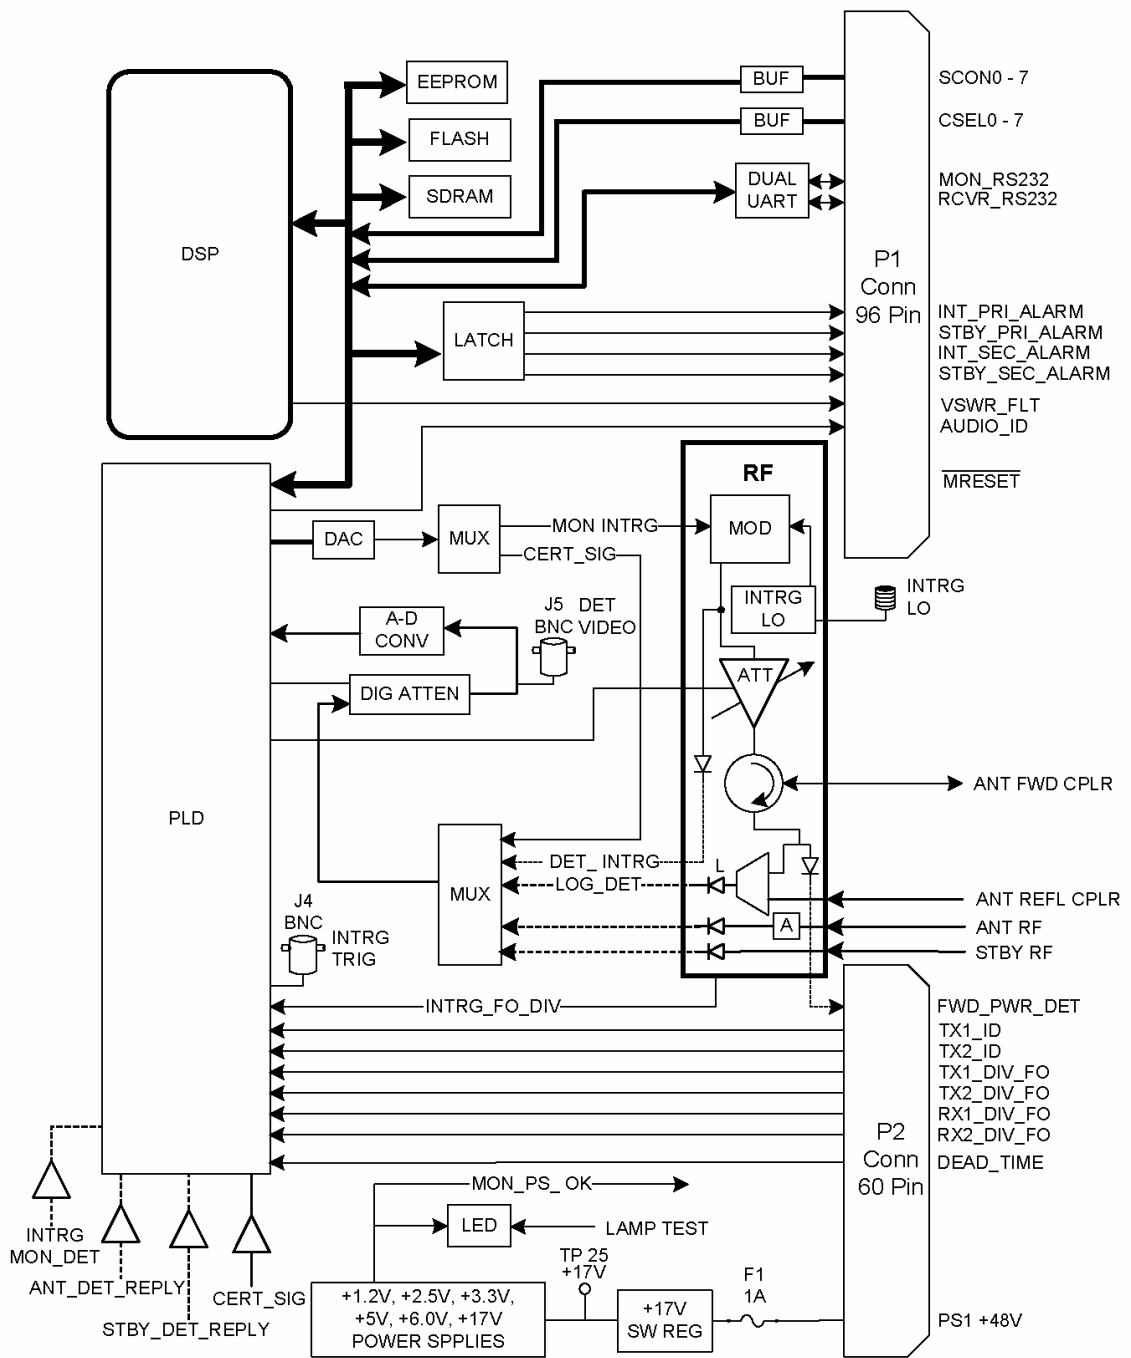 EEPROM
FLASH
SDRAM
DSP
BUF
BUF
DUAL
UART
LATCH
P1
Conn
96 Pin
SCON0 - 7
CSEL0 - 7
MON_RS232
RCVR_RS232
INT_PRI_ALARM
STBY_PRI_ALARM
INT_SEC_ALARM
STBY_SEC_ALARM
VSWR_FLT
AUDIO_ID
MRESET
RF
MOD
DAC
MUX
MON INTRG
CERT_SIG
INTRG
LO
INTRG
LO
A-D
CONV
J5
BNC
DET
VIDEO
DIG ATTEN
ATT
PLD
ANT FWD CPLR
MUX
DET_ INTRG
LOG_DET
L
A
ANT REFL CPLR
ANT RF
STBY RF
J4
BNC
INTRG
TRIG
INTRG_FO_DIV
FWD_PWR_DET
TX1_ID
TX2_ID
TX1_DIV_FO
TX2_DIV_FO
RX1_DIV_FO
RX2_DIV_FO
DEAD_TIME
P2
Conn
60 Pin
MON_PS_ OK
LED
LAMP TEST
INTRG
MON_DET
ANT_DET_REPLY
STBY_DET_REPLY
CERT_SIG
TP 25
+17V
F1
1A
+1.2V, +2.5V, +3.3V,
+5V, +6.0V, +17V
POWER SPPLIES
+17V
SW REG
PS1 +48V